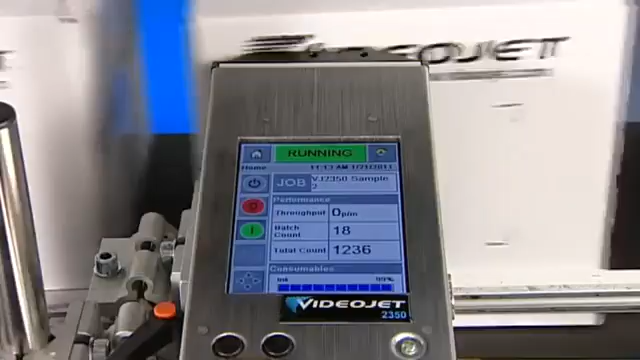 VIDEOJET
RUNNING
Home 11:13 AM 1/21/2011
JOB VJ2350 Sample 2
Performance
Throughput 0p/m
Batch Count 18
Total Count 1236
Consumables
Ink 99%
VIDEOJET
2350